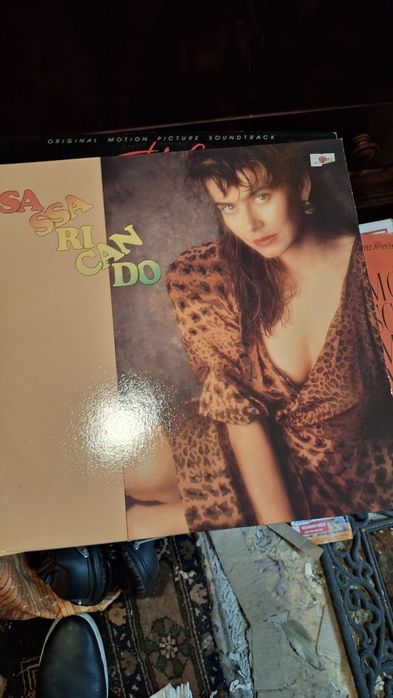 ORIGINAL MOTION PICTURE SOUNDTRACK
SA
SSA
RI
CAN
DO